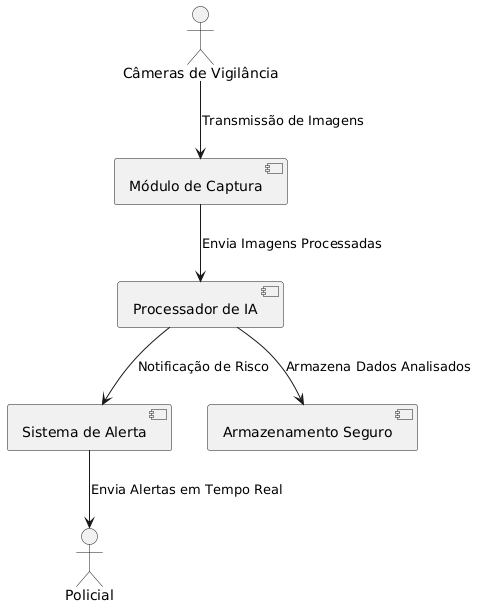 Câmeras de Vigilância
Transmissão de Imagens
Módulo de Captura
Envia Imagens Processadas
Processador de IA
Notificação de Risco
Armazena Dados Analisados
Sistema de Alerta
Armazenamento Seguro
Envia Alertas em Tempo Real
Policial